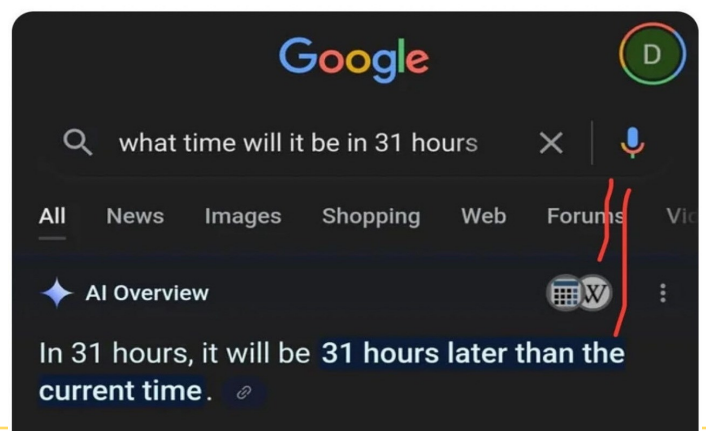 Google
D
what time will it be in 31 hours
All News Images Shopping Web Forums
AI Overview
W
In 31 hours, it will be 31 hours later than the
current time.